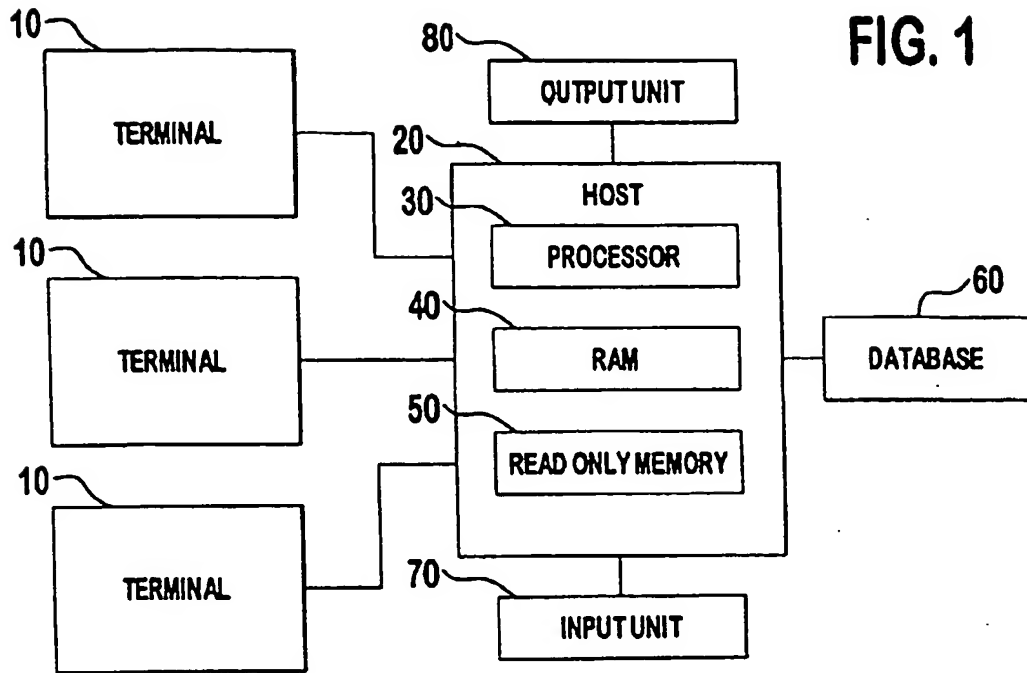 FIG. 1
10
TERMINAL
10
TERMINAL
10
TERMINAL
80
OUTPUT UNIT
20
HOST
30
PROCESSOR
40
RAM
50
READ ONLY MEMORY
60
DATABASE
70
INPUT UNIT